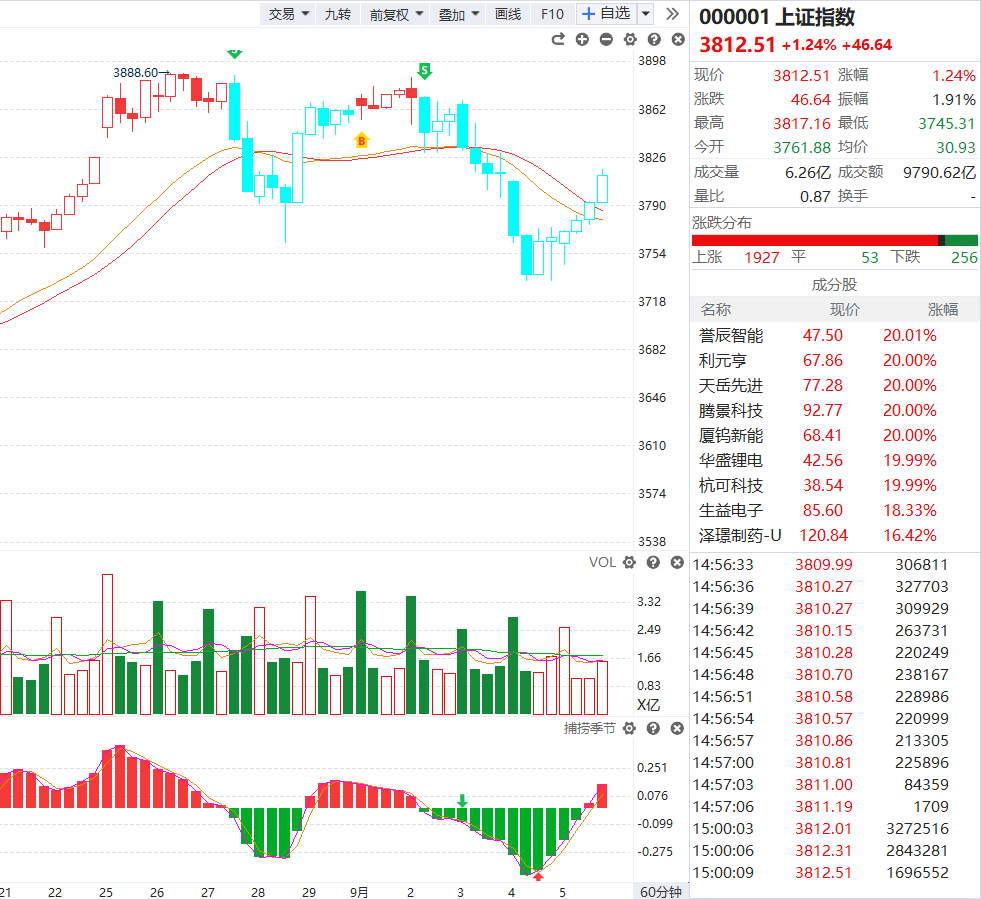 交易 九转 前复权 叠加 画线 F10 自选
3888.60
S
B
3898
3862
3826
3790
3754
3718
3682
3646
3610
3574
3538
VOL
3.32
2.49
1.66
0.83
X亿
捕捞季节
0.251
0.076
-0.099
-0.275
21 22 25 26 27 28 29 9月 2 3 4 5 60分钟
000001 上证指数
3812.51 +1.24% +46.64
现价 3812.51 涨幅 1.24%
涨跌 46.64 振幅 1.91%
最高 3817.16 最低 3745.31
今开 3761.88 均价 30.93
成交量 6.26亿 成交额 9790.62亿
量比 0.87 换手 -
涨跌分布
上涨 1927 平 53 下跌 256
成分股
名称 现价 涨幅
誉辰智能 47.50 20.01%
利元亨 67.86 20.00%
天岳先进 77.28 20.00%
腾景科技 92.77 20.00%
厦钨新能 68.41 20.00%
华盛锂电 42.56 19.99%
杭可科技 38.54 19.99%
生益电子 85.60 18.33%
泽璟制药-U 120.84 16.42%
14:56:33 3809.99 306811
14:56:36 3810.27 327703
14:56:39 3810.27 309929
14:56:42 3810.15 263731
14:56:45 3810.28 220249
14:56:48 3810.70 238167
14:56:51 3810.58 228986
14:56:54 3810.57 220999
14:56:57 3810.86 213305
14:57:00 3810.81 225896
14:57:03 3811.00 84359
14:57:06 3811.19 1709
15:00:03 3812.01 3272516
15:00:06 3812.31 2843281
15:00:09 3812.51 1696552